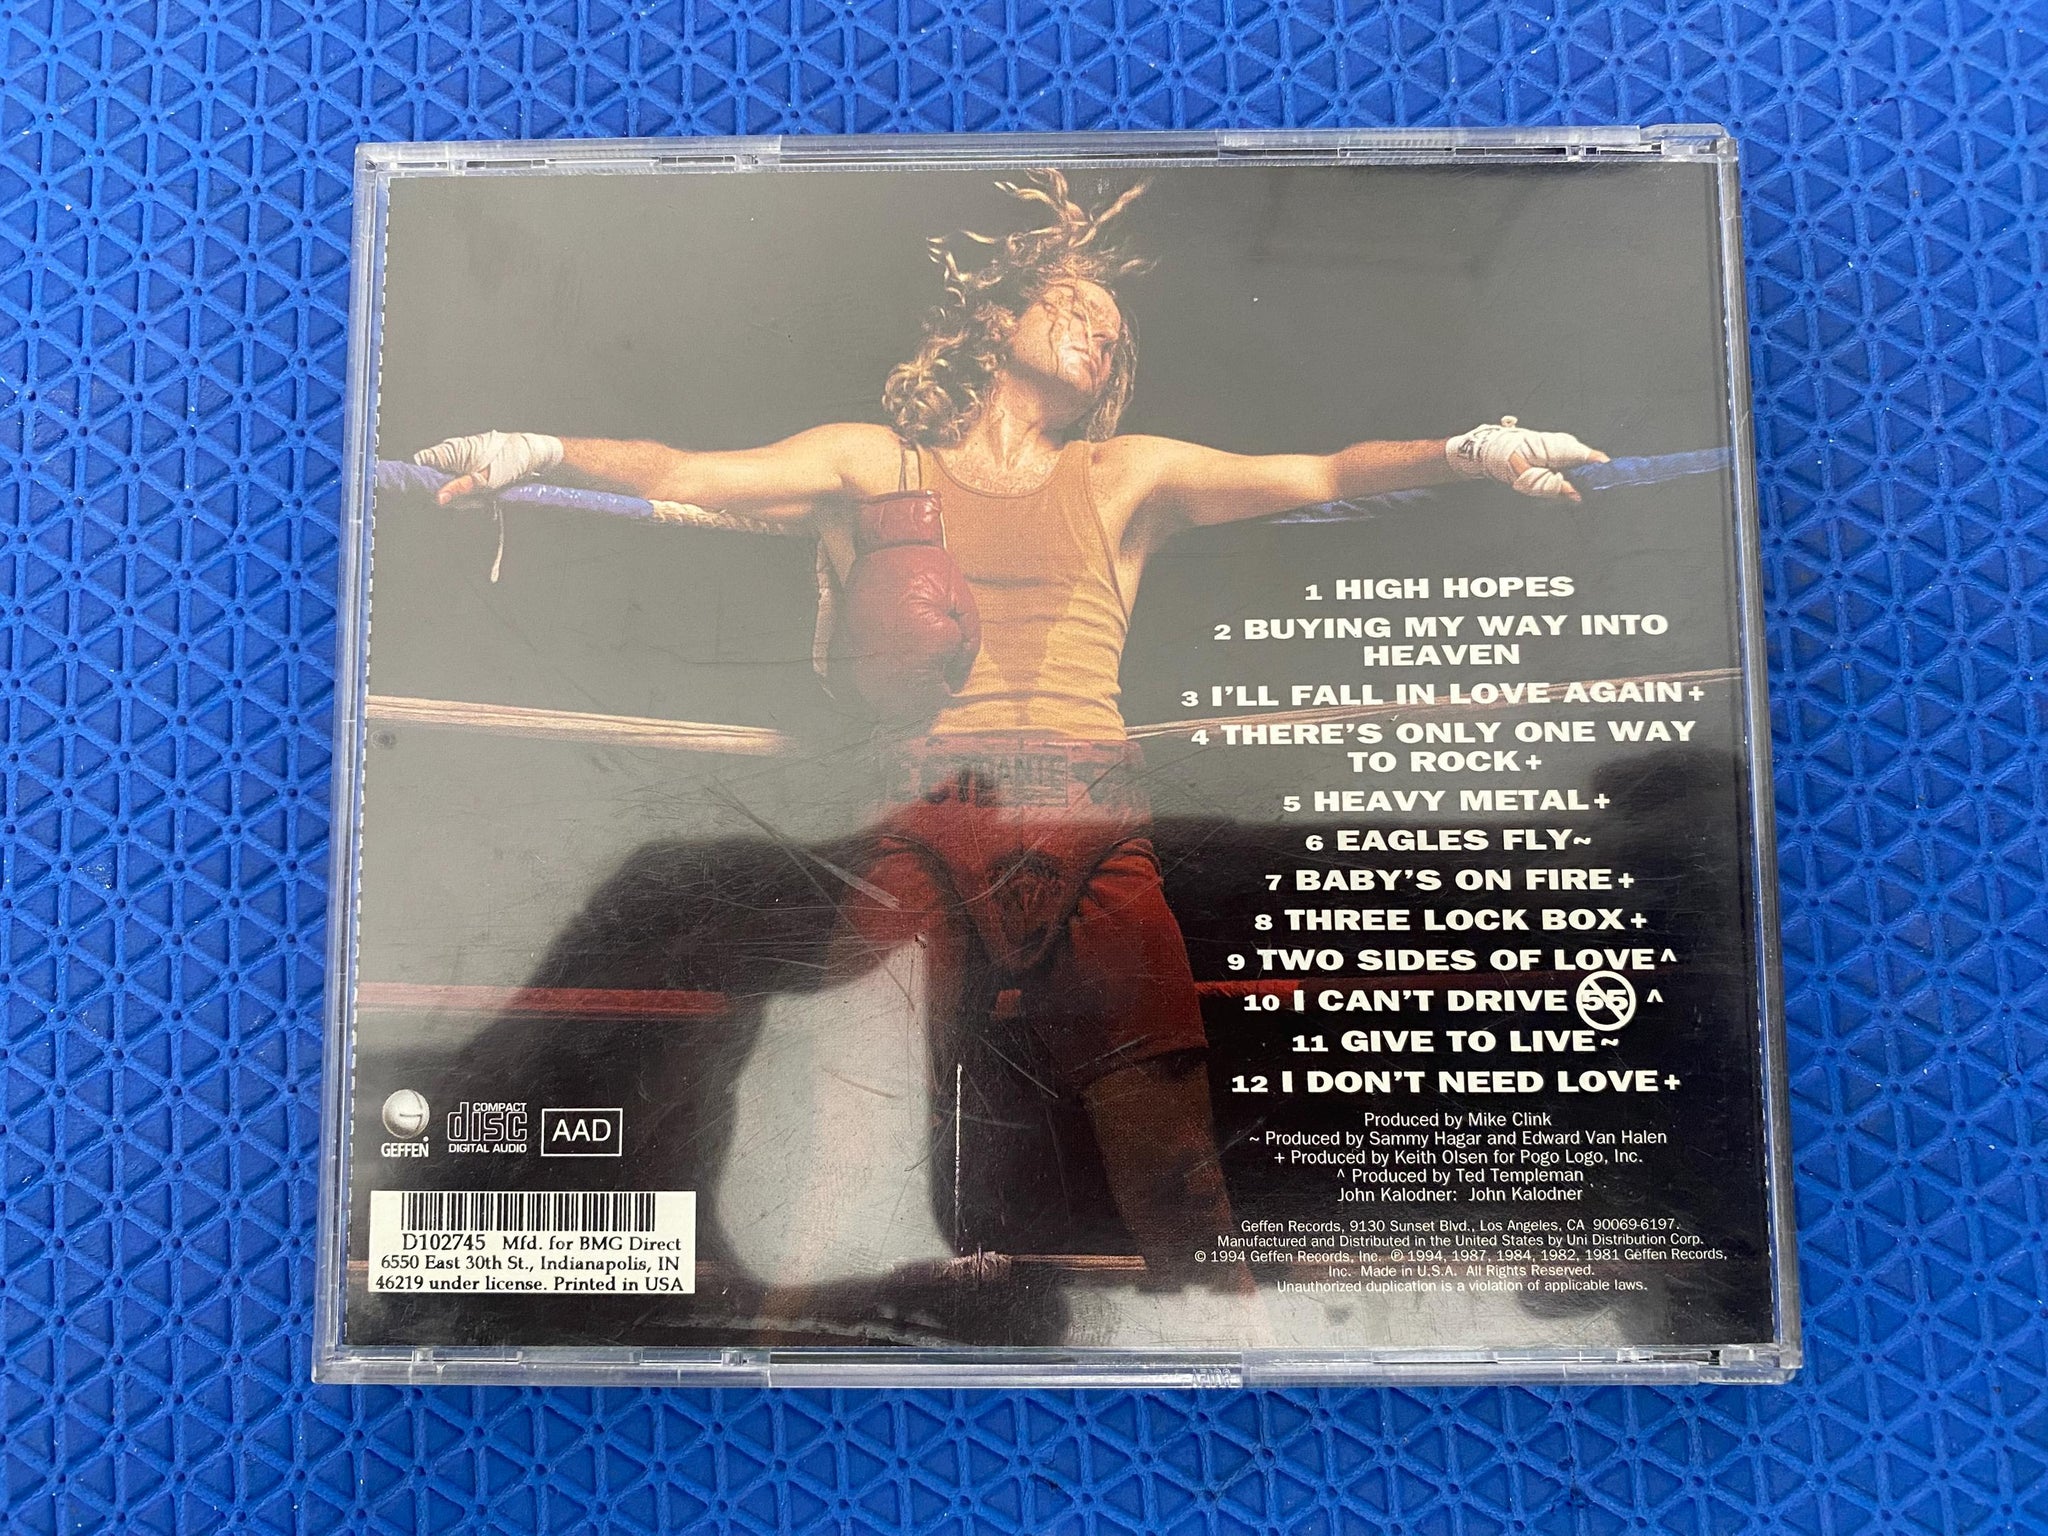 1 HIGH HOPES
2 BUYING MY WAY INTO
HEAVEN
3 I'LL FALL IN LOVE AGAIN+
4 THERE'S ONLY ONE WAY
TO ROCK+
5 HEAVY METAL+
6 EAGLES FLY~
7 BABY'S ON FIRE+
8 THREE LOCK BOX+
9 TWO SIDES OF LOVE^
10 I CAN'T DRIVE 55 ^
11 GIVE TO LIVE~
12 I DON'T NEED LOVE+
Produced by Mike Clink
~ Produced by Sammy Hagar and Edward Van Halen
+ Produced by Keith Olsen for Pogo Logo, Inc.
^ Produced by Ted Templeman
John Kalodner: John Kalodner
Geffen Records, 9130 Sunset Blvd., Los Angeles, CA 90069-6197.
Manufactured and Distributed in the United States by Uni Distribution Corp.
© 1994 Geffen Records, Inc. ℗ 1994, 1987, 1984, 1982, 1981 Geffen Records,
Inc. Made in U.S.A. All Rights Reserved.
Unauthorized duplication is a violation of applicable laws.
GEFFEN
COMPACT
disc
DIGITAL AUDIO
AAD
D102745 Mfd. for BMG Direct
6550 East 30th St., Indianapolis, IN
46219 under license. Printed in USA